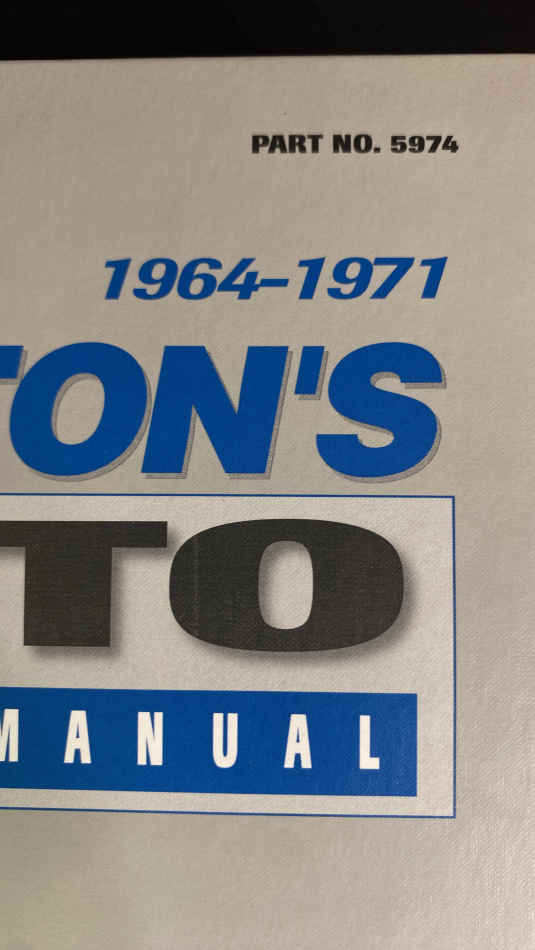 PART NO. 5974
1964-1971
TON'S
TO
MANUAL